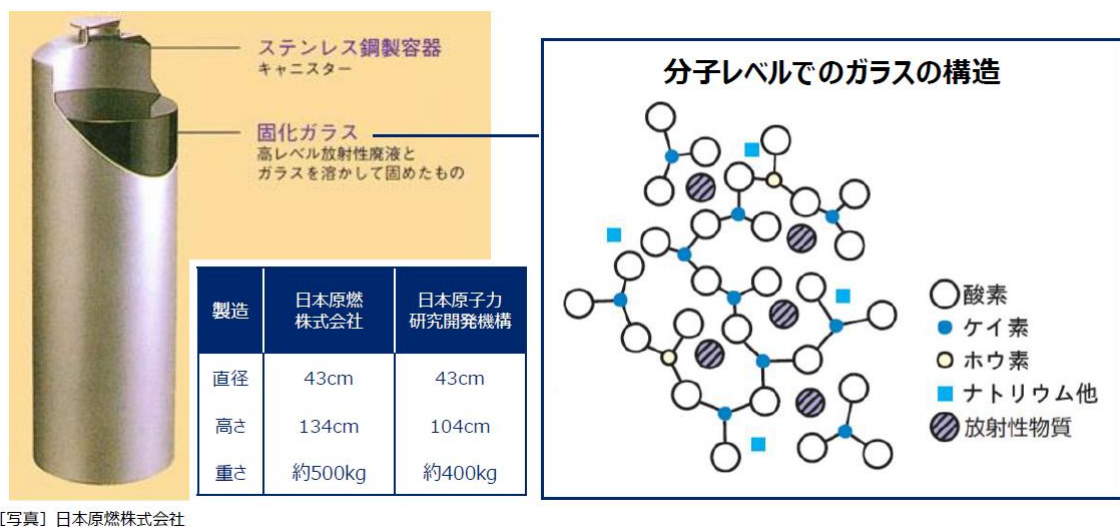 ステンレス鋼製容器
キャニスター
固化ガラス
高レベル放射性廃液と
ガラスを溶かして固めたもの
製造
日本原燃
株式会社
日本原子力
研究開発機構
直径
43cm
43cm
高さ
134cm
104cm
重さ
約500kg
約400kg
分子レベルでのガラスの構造
酸素
ケイ素
ホウ素
ナトリウム他
放射性物質
[写真] 日本原燃株式会社